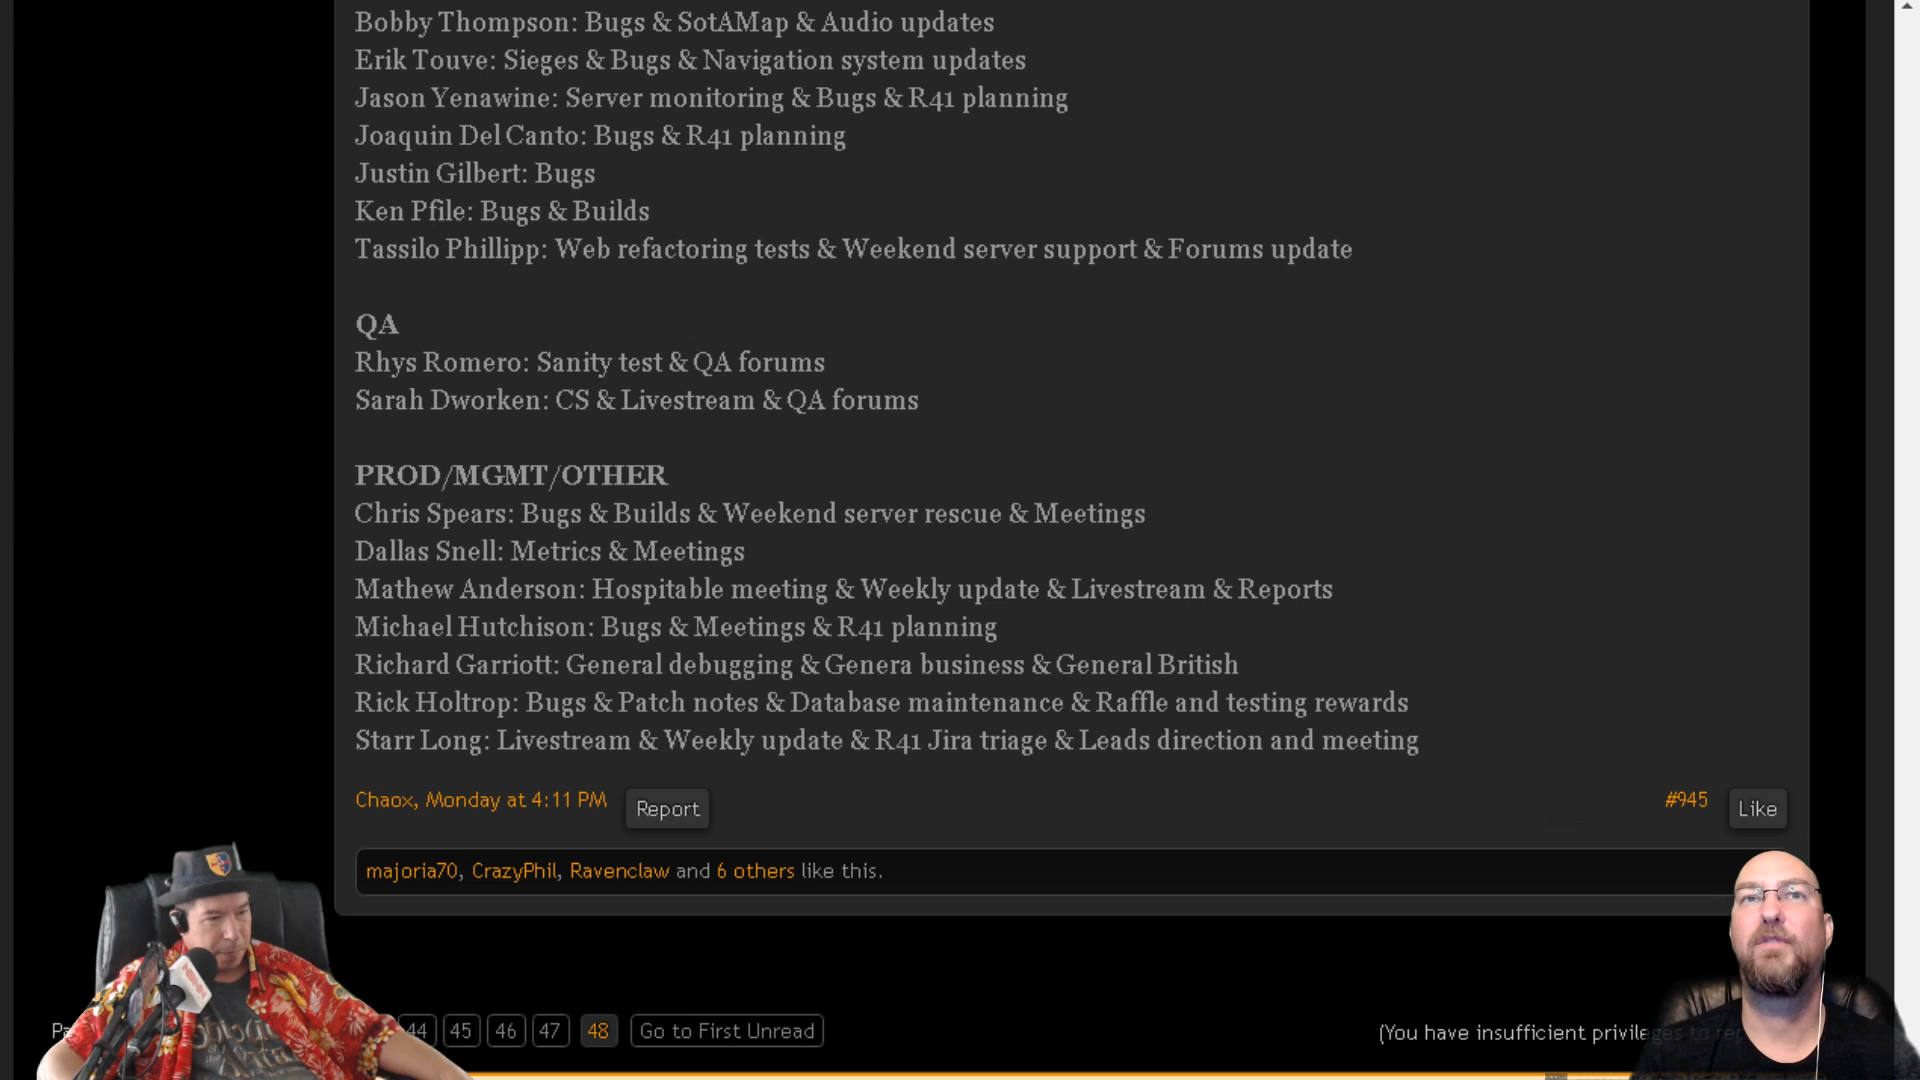 Bobby Thompson: Bugs & SotAMap & Audio updates
Erik Touve: Sieges & Bugs & Navigation system updates
Jason Yenawine: Server monitoring & Bugs & R41 planning
Joaquin Del Canto: Bugs & R41 planning
Justin Gilbert: Bugs
Ken Pfile: Bugs & Builds
Tassilo Phillipp: Web refactoring tests & Weekend server support & Forums update
QA
Rhys Romero: Sanity test & QA forums
Sarah Dworken: CS & Livestream & QA forums
PROD/MGMT/OTHER
Chris Spears: Bugs & Builds & Weekend server rescue & Meetings
Dallas Snell: Metrics & Meetings
Mathew Anderson: Hospitable meeting & Weekly update & Livestream & Reports
Michael Hutchison: Bugs & Meetings & R41 planning
Richard Garriott: General debugging & Genera business & General British
Rick Holtrop: Bugs & Patch notes & Database maintenance & Raffle and testing rewards
Starr Long: Livestream & Weekly update & R41 Jira triage & Leads direction and meeting
Chaox, Monday at 4:11 PM Report #945 Like
majoria70, CrazyPhil, Ravenclaw and 6 others like this.
44 45 46 47 48 Go to First Unread (You have insufficient privileges to